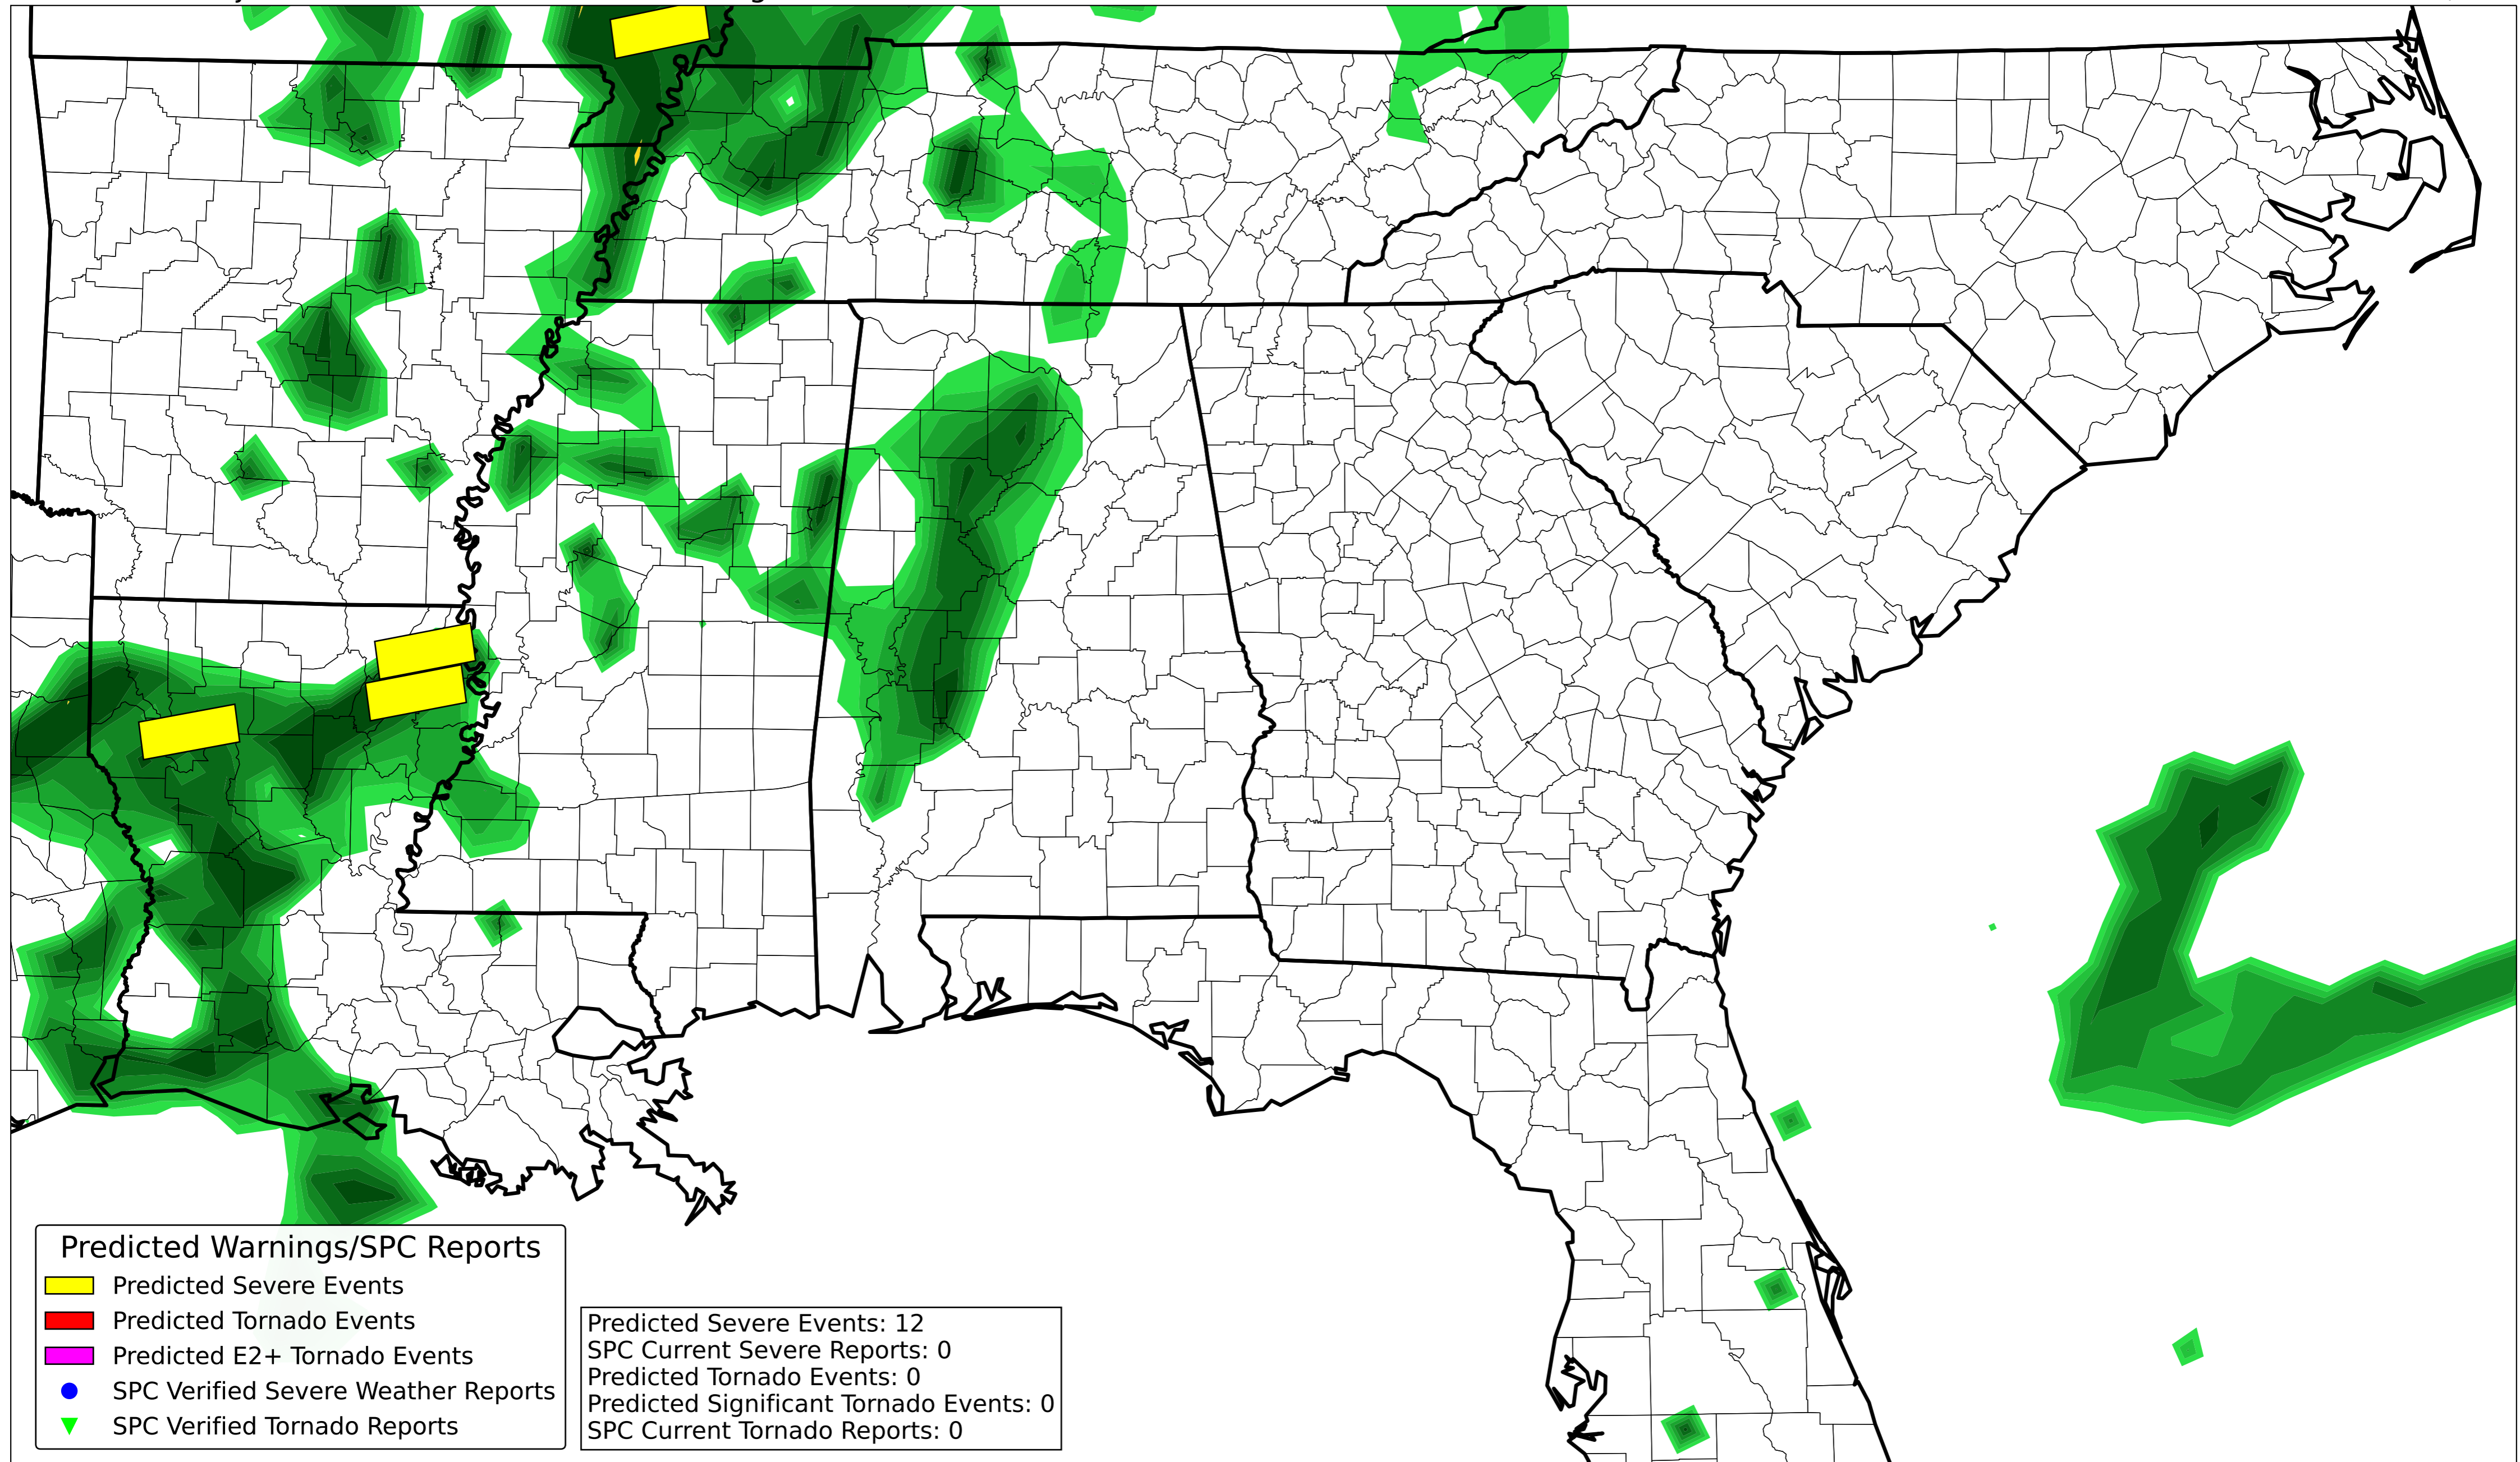 Predicted Warnings/SPC Reports
Predicted Severe Events
Predicted Tornado Events
Predicted E2+ Tornado Events
SPC Verified Severe Weather Reports
SPC Verified Tornado Reports
Predicted Severe Events: 12
SPC Current Severe Reports: 0
Predicted Tornado Events: 0
Predicted Significant Tornado Events: 0
SPC Current Tornado Reports: 0